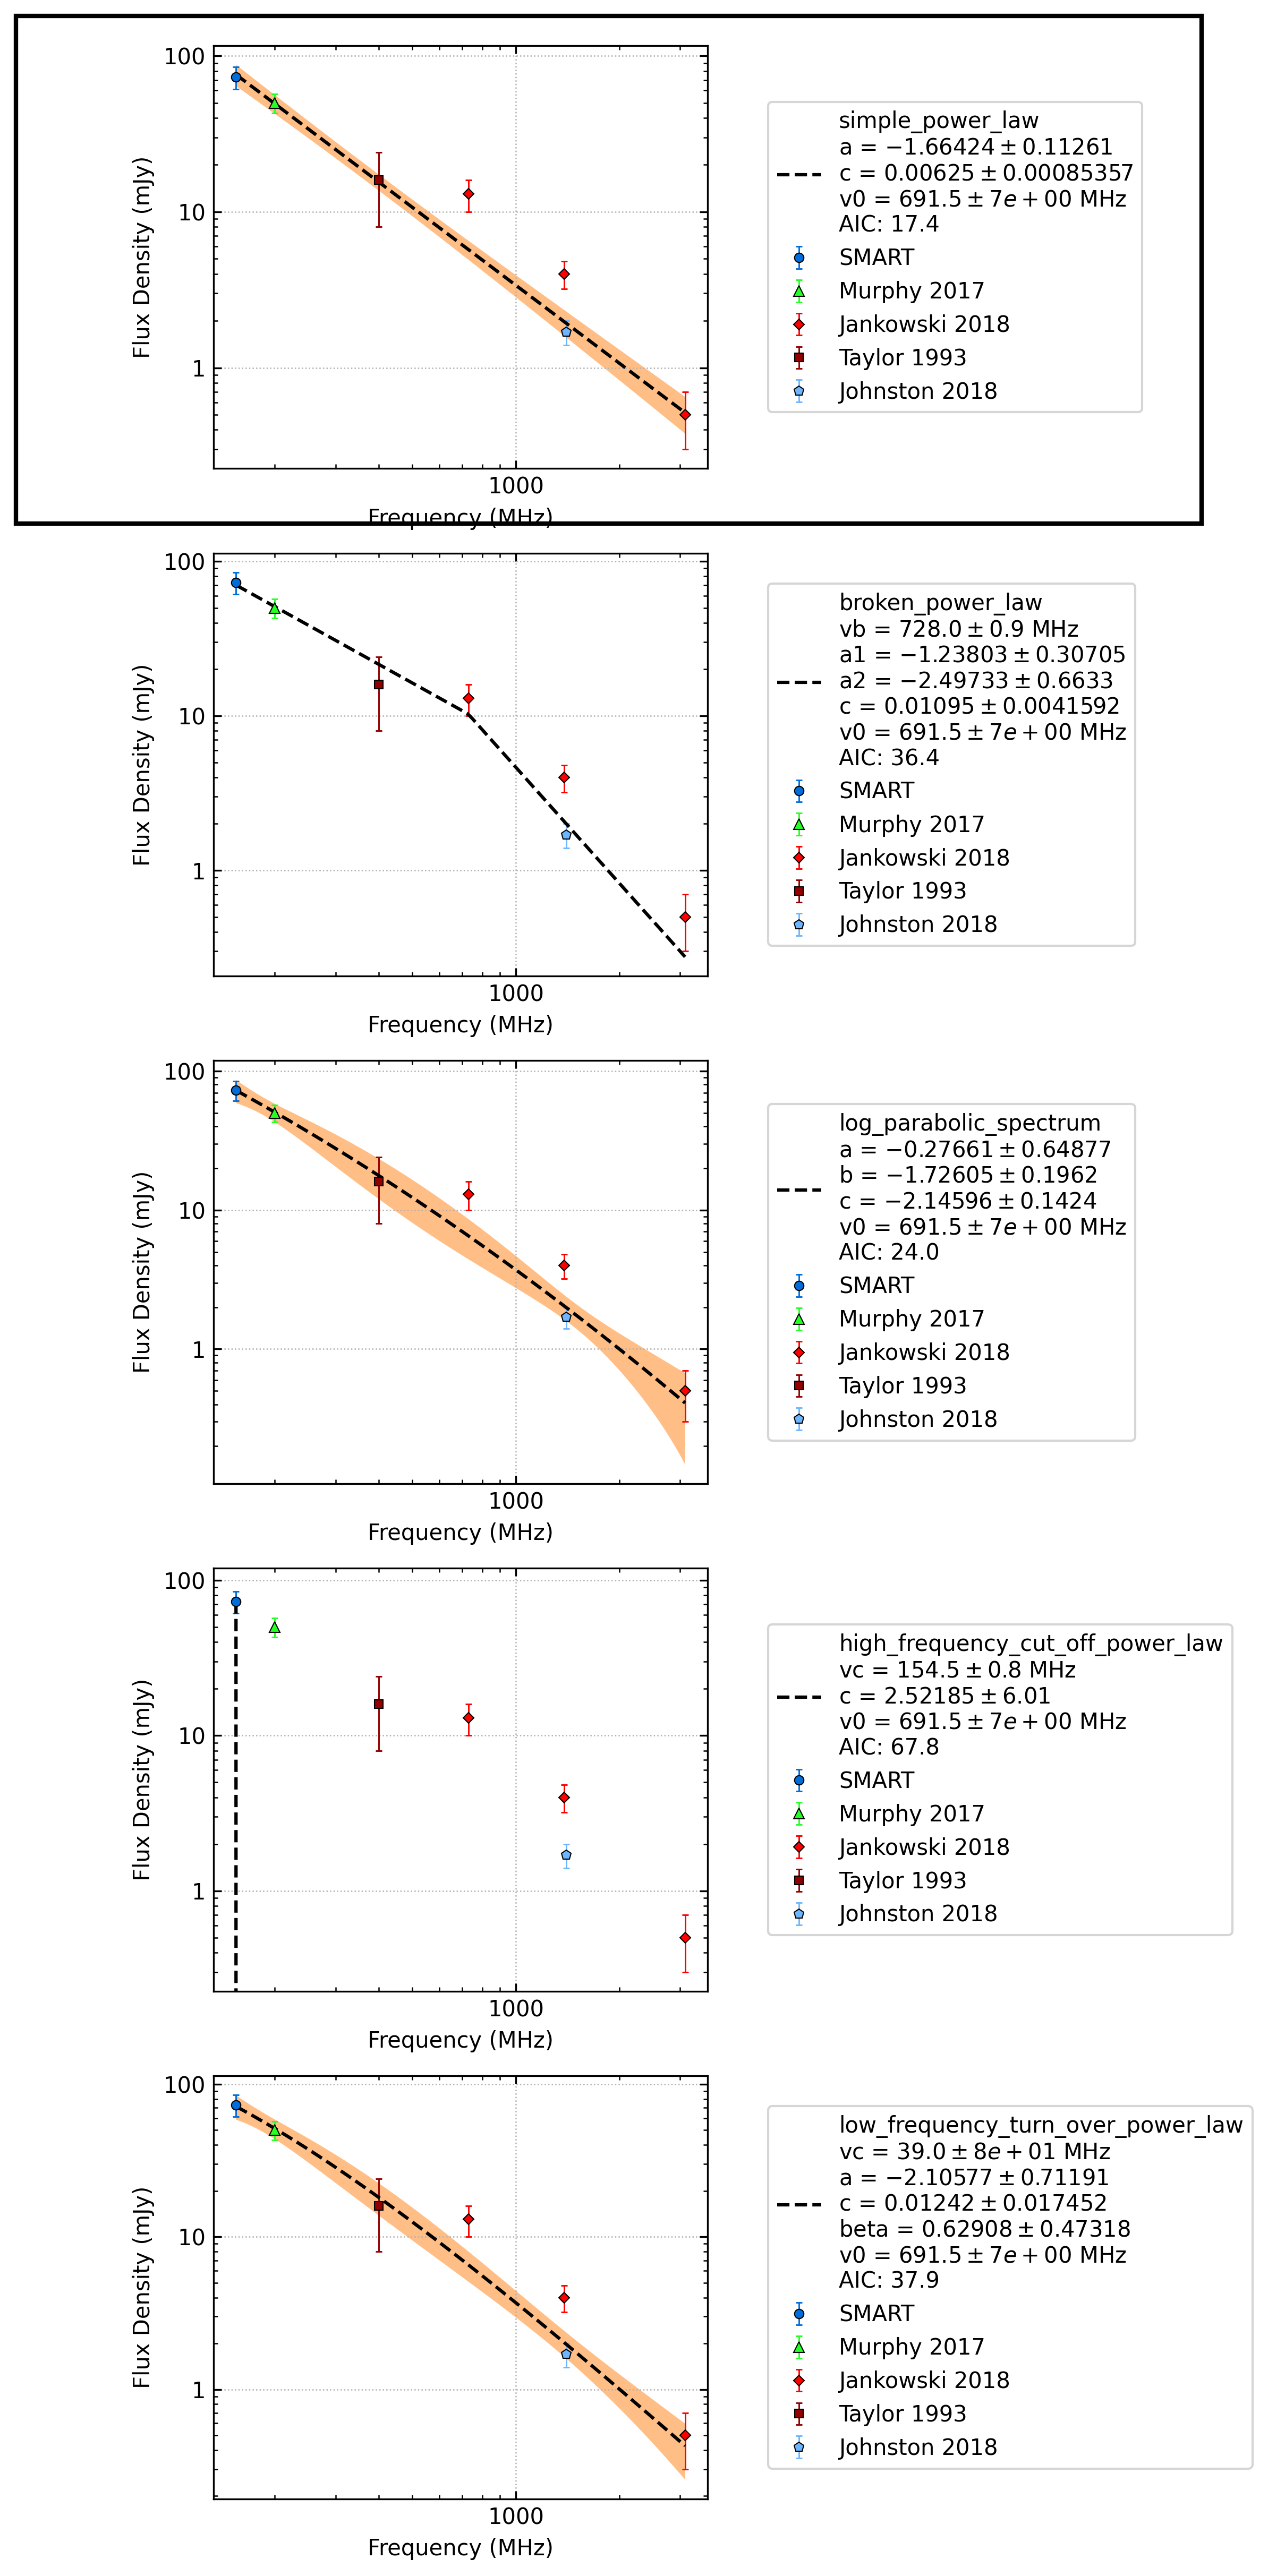 100
10
1
Flux Density (mJy)
1000
Frequency (MHz)
simple_power_law
a = −1.66424 ± 0.11261
c = 0.00625 ± 0.00085357
v0 = 691.5 ± 7e + 00 MHz
AIC: 17.4
SMART
Murphy 2017
Jankowski 2018
Taylor 1993
Johnston 2018
100
10
1
Flux Density (mJy)
1000
Frequency (MHz)
broken_power_law
vb = 728.0 ± 0.9 MHz
a1 = −1.23803 ± 0.30705
a2 = −2.49733 ± 0.6633
c = 0.01095 ± 0.0041592
v0 = 691.5 ± 7e + 00 MHz
AIC: 36.4
SMART
Murphy 2017
Jankowski 2018
Taylor 1993
Johnston 2018
100
10
1
Flux Density (mJy)
1000
Frequency (MHz)
log_parabolic_spectrum
a = −0.27661 ± 0.64877
b = −1.72605 ± 0.1962
c = −2.14596 ± 0.1424
v0 = 691.5 ± 7e + 00 MHz
AIC: 24.0
SMART
Murphy 2017
Jankowski 2018
Taylor 1993
Johnston 2018
100
10
1
Flux Density (mJy)
1000
Frequency (MHz)
high_frequency_cut_off_power_law
vc = 154.5 ± 0.8 MHz
c = 2.52185 ± 6.01
v0 = 691.5 ± 7e + 00 MHz
AIC: 67.8
SMART
Murphy 2017
Jankowski 2018
Taylor 1993
Johnston 2018
100
10
1
Flux Density (mJy)
1000
Frequency (MHz)
low_frequency_turn_over_power_law
vc = 39.0 ± 8e + 01 MHz
a = −2.10577 ± 0.71191
c = 0.01242 ± 0.017452
beta = 0.62908 ± 0.47318
v0 = 691.5 ± 7e + 00 MHz
AIC: 37.9
SMART
Murphy 2017
Jankowski 2018
Taylor 1993
Johnston 2018